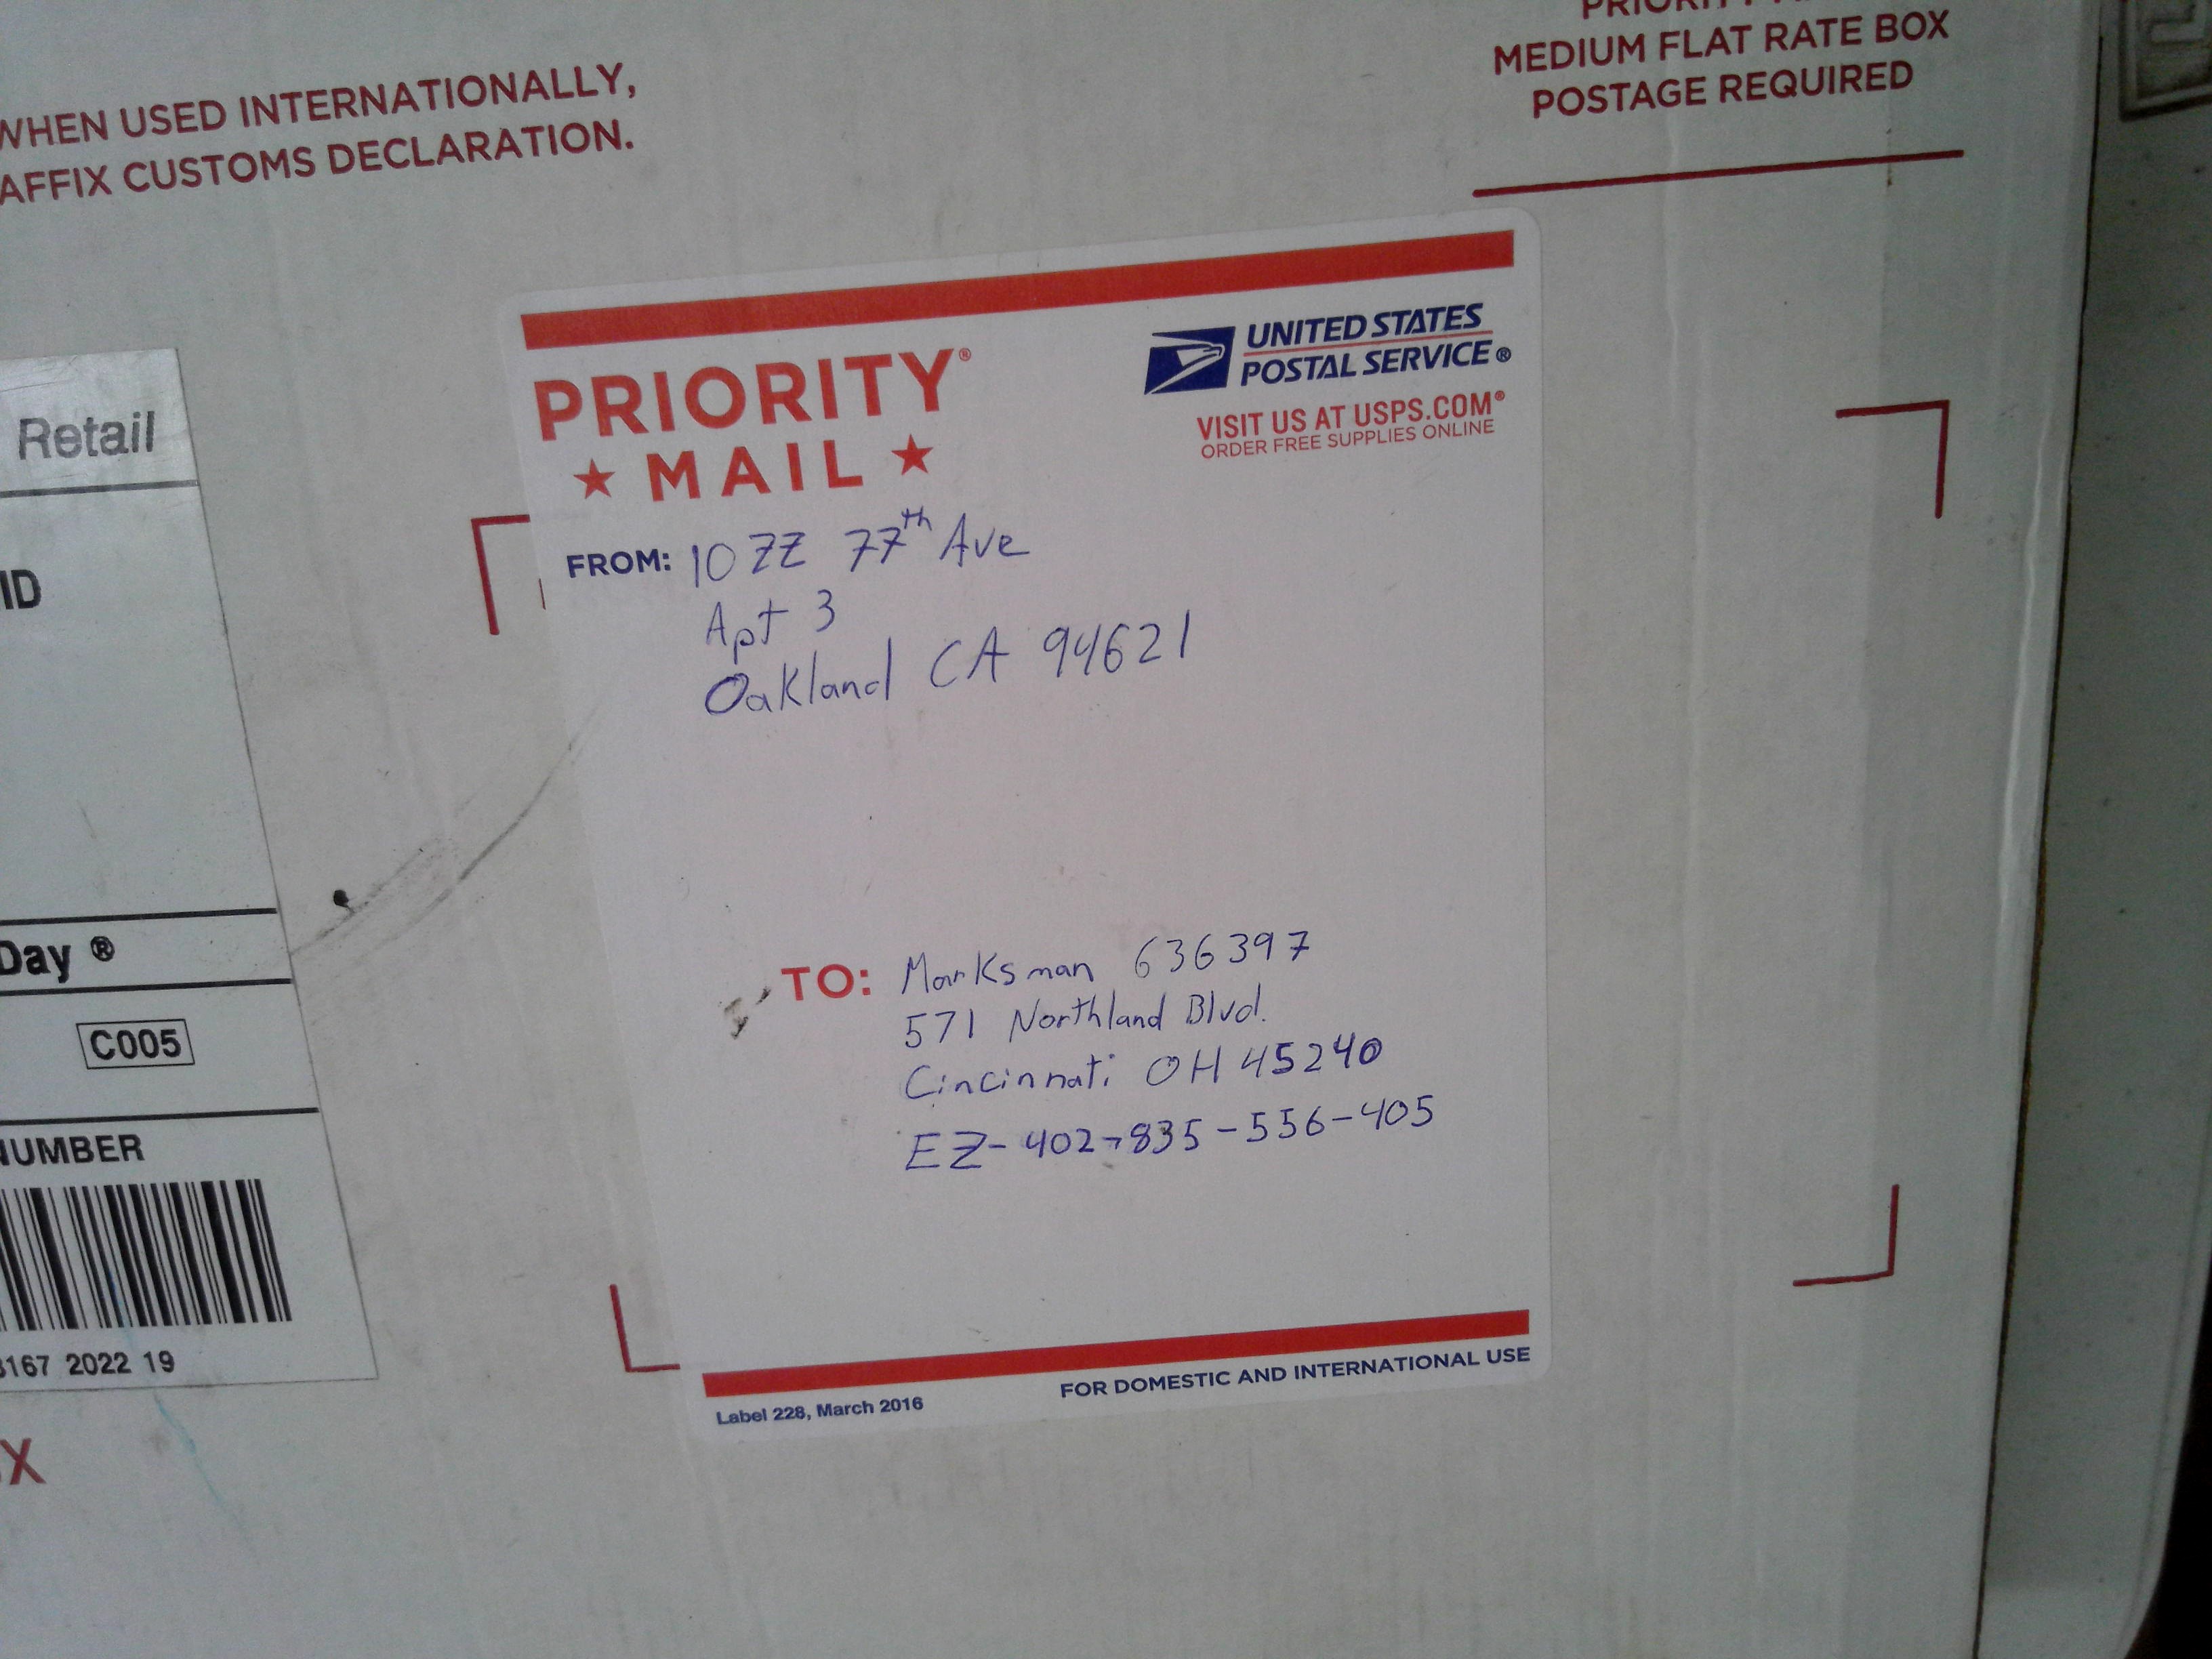 WHEN USED INTERNATIONALLY,
AFFIX CUSTOMS DECLARATION.
MEDIUM FLAT RATE BOX
POSTAGE REQUIRED
Retail
ID
Day ®
C005
NUMBER
3167 2022 19
X
PRIORITY®
★ MAIL ★
UNITED STATES
POSTAL SERVICE®
VISIT US AT USPS.COM®
ORDER FREE SUPPLIES ONLINE
FROM: 10 ZZ 77th Ave
Apt 3
Oakland CA 94621
TO: Marksman 636397
571 Northland Blvd.
Cincinnati OH 45240
EZ-402-835-556-405
Label 228, March 2016
FOR DOMESTIC AND INTERNATIONAL USE